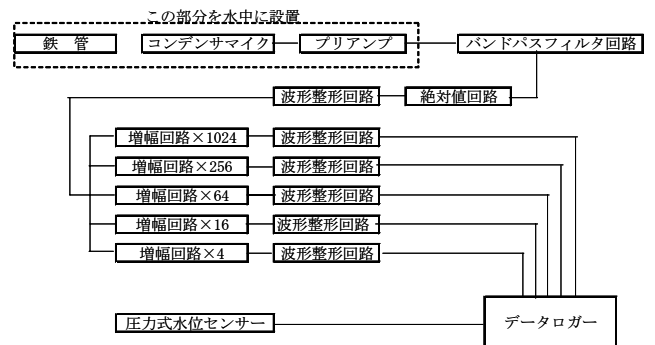 この部分を水中に設置
鉄 管 コンデンサマイク プリアンプ バンドパスフィルタ回路
波形整形回路 絶対値回路
増幅回路×1024 波形整形回路
増幅回路×256 波形整形回路
増幅回路×64 波形整形回路
増幅回路×16 波形整形回路
増幅回路×4 波形整形回路
圧力式水位センサー データロガー